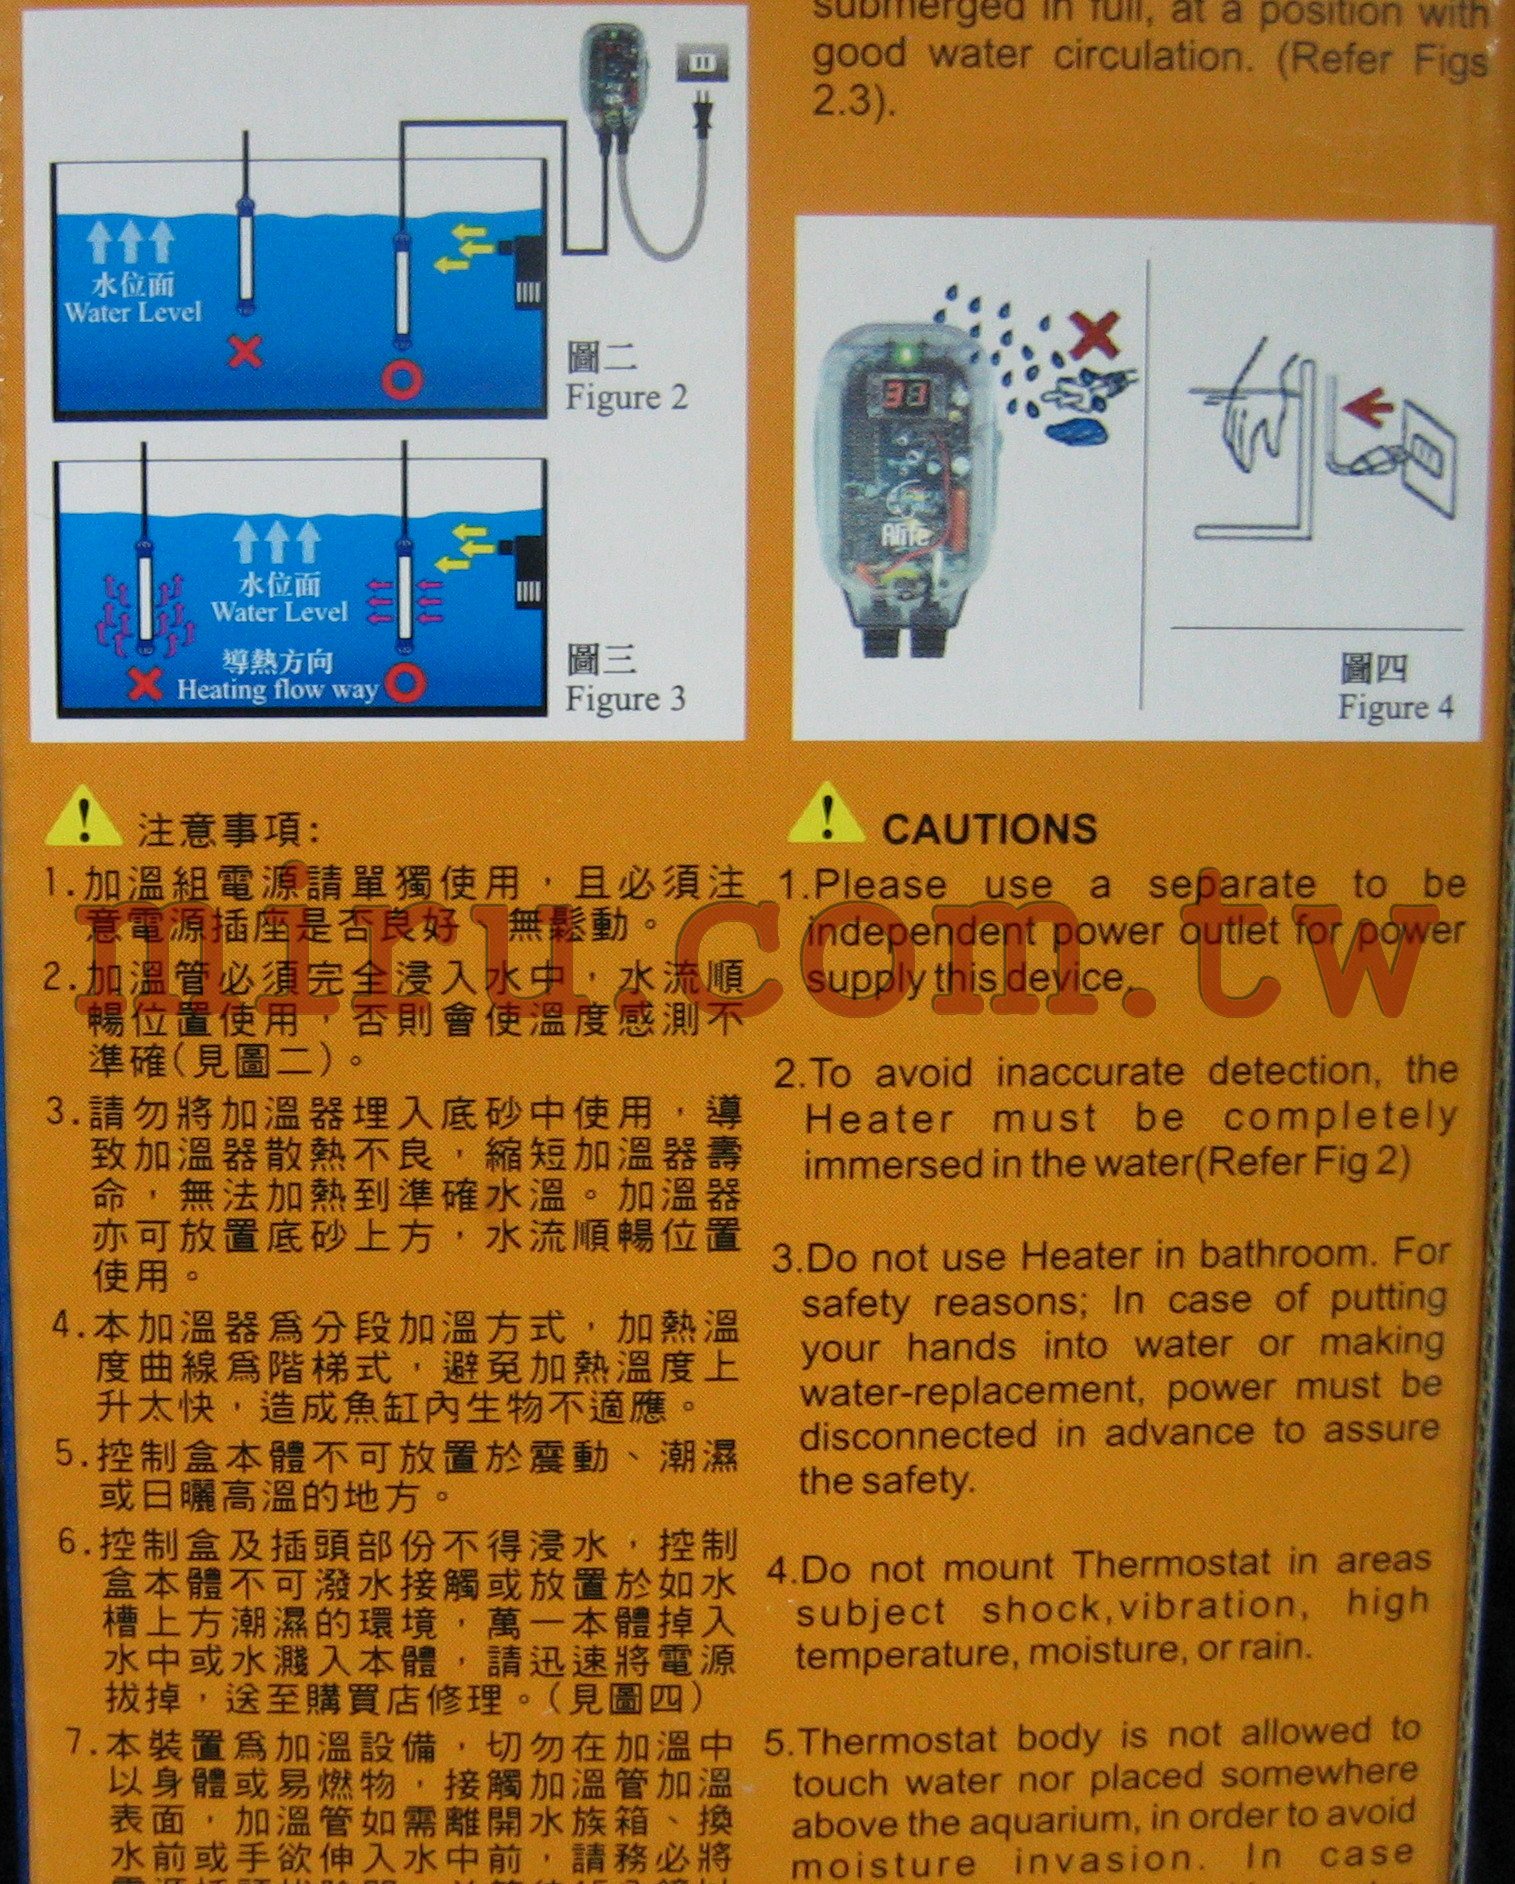 submerged in full, at a position with
good water circulation. (Refer Figs
2.3).
水位面
Water Level
圖二
Figure 2
水位面
Water Level
導熱方向
Heating flow way
圖三
Figure 3
31
Alife
圖四
Figure 4
注意事項:
1.加溫組電源請單獨使用，且必須注
意電源插座是否良好，無鬆動。
2.加溫管必須完全浸入水中，水流順
暢位置使用，否則會使溫度感測不
準確(見圖二)。
3.請勿將加溫器埋入底砂中使用，導
致加溫器散熱不良，縮短加溫器壽
命，無法加熱到準確水溫。加溫器
亦可放置底砂上方，水流順暢位置
使用。
4.本加溫器為分段加溫方式，加熱溫
度曲線為階梯式，避免加熱溫度上
升太快，造成魚缸內生物不適應。
5.控制盒本體不可放置於震動、潮濕
或日曬高溫的地方。
6.控制盒及插頭部份不得浸水，控制
盒本體不可潑水接觸或放置於如水
槽上方潮濕的環境，萬一本體掉入
水中或水濺入本體，請迅速將電源
拔掉，送至購買店修理。(見圖四)
7.本裝置為加溫設備，切勿在加溫中
以身體或易燃物，接觸加溫管加溫
表面，加溫管如需離開水族箱、換
水前或手欲伸入水中前，請務必將
CAUTIONS
1.Please use a separate to be
independent power outlet for power
supply this device.
2.To avoid inaccurate detection, the
Heater must be completely
immersed in the water(Refer Fig 2)
3.Do not use Heater in bathroom. For
safety reasons; In case of putting
your hands into water or making
water-replacement, power must be
disconnected in advance to assure
the safety.
4.Do not mount Thermostat in areas
subject shock,vibration, high
temperature, moisture, or rain.
5.Thermostat body is not allowed to
touch water nor placed somewhere
above the aquarium, in order to avoid
moisture invasion. In case
miru.com.tw